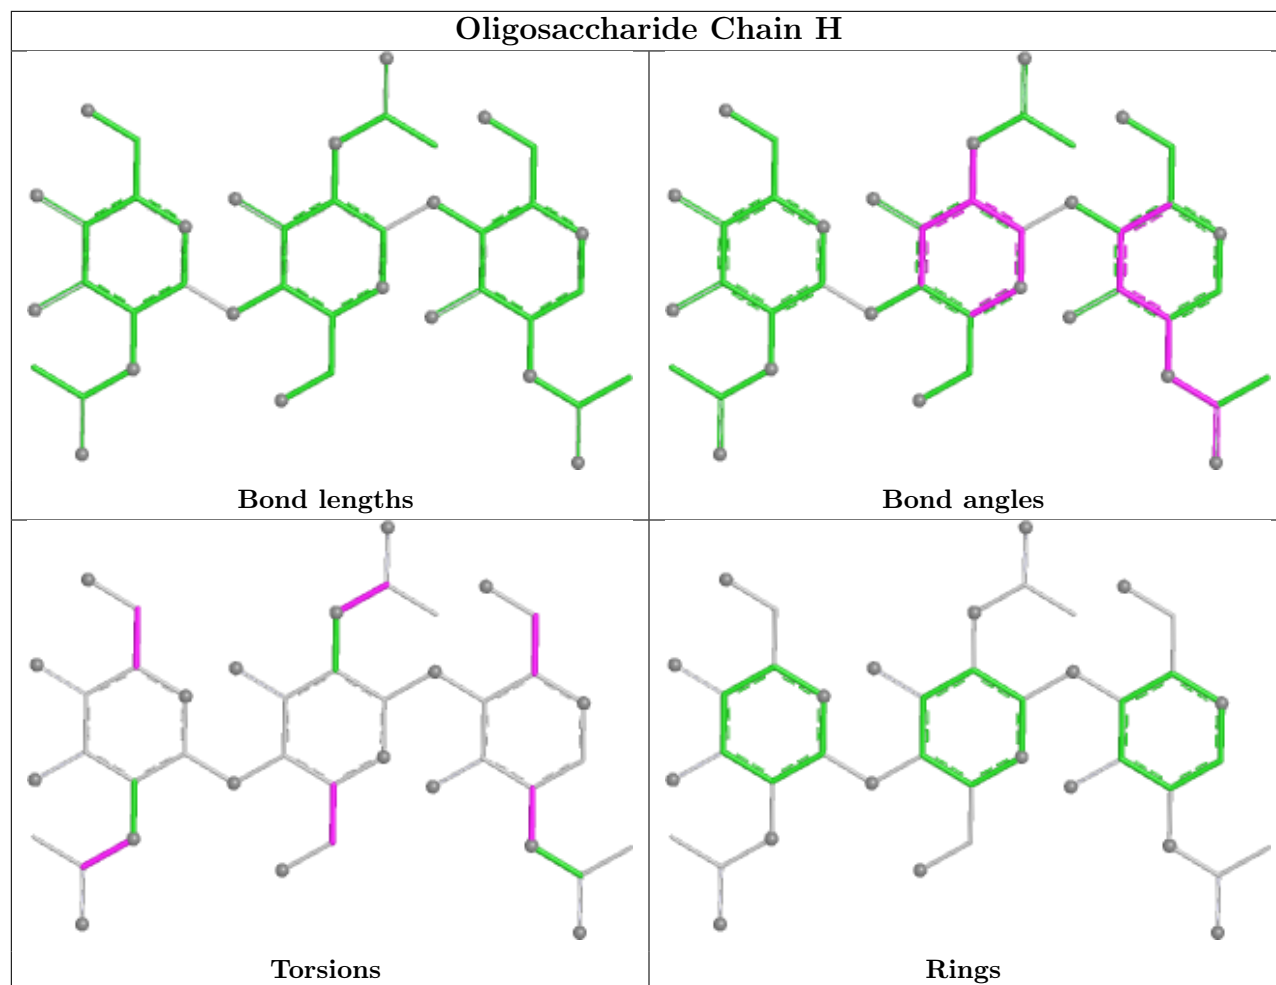 Oligosaccharide Chain H
Bond lengths
Bond angles
Torsions
Rings